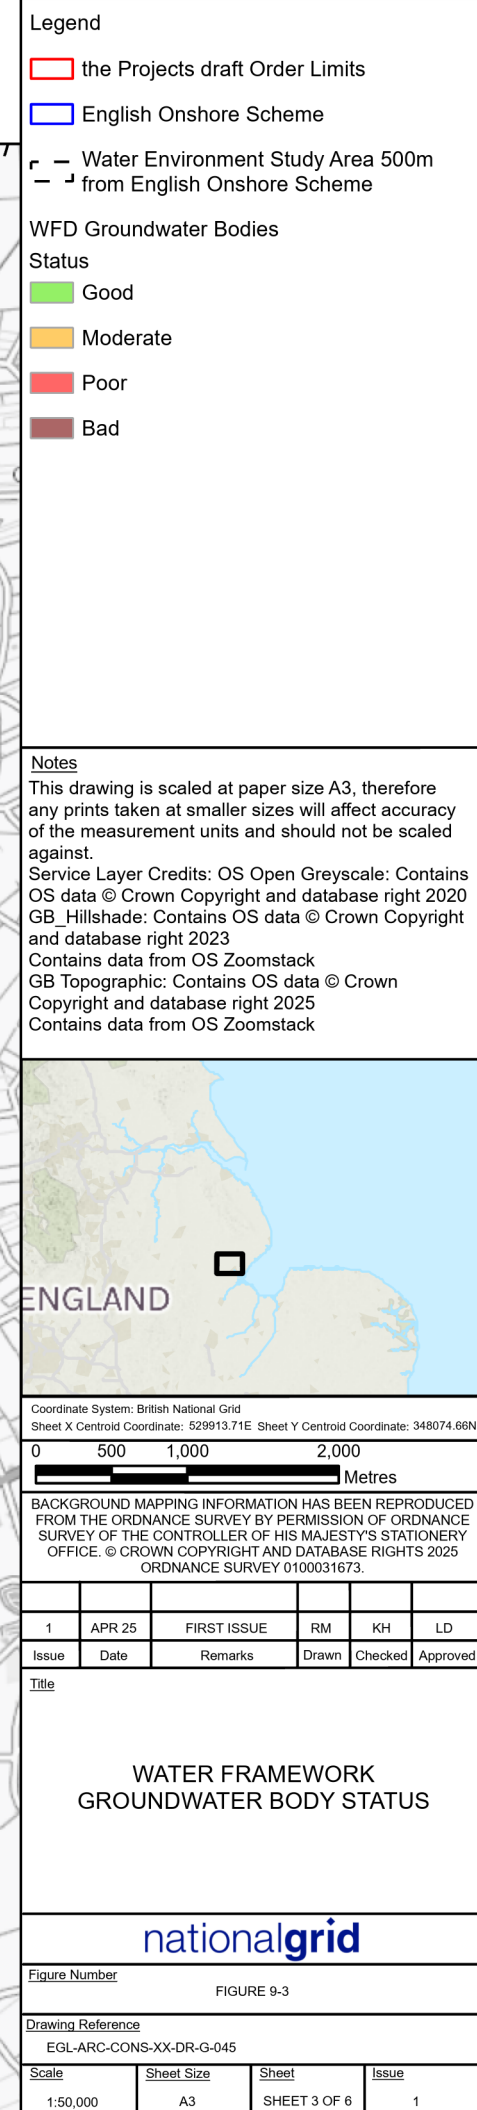 Legend
the Projects draft Order Limits
English Onshore Scheme
Water Environment Study Area 500m
from English Onshore Scheme
WFD Groundwater Bodies
Status
Good
Moderate
Poor
Bad
Notes
This drawing is scaled at paper size A3, therefore
any prints taken at smaller sizes will affect accuracy
of the measurement units and should not be scaled
against.
Service Layer Credits: OS Open Greyscale: Contains
OS data © Crown Copyright and database right 2020
GB_Hillshade: Contains OS data © Crown Copyright
and database right 2023
Contains data from OS Zoomstack
GB Topographic: Contains OS data © Crown
Copyright and database right 2025
Contains data from OS Zoomstack
ENGLAND
Coordinate System: British National Grid
Sheet X Centroid Coordinate: 529913.71E Sheet Y Centroid Coordinate: 348074.66N
0 500 1,000 2,000
Metres
BACKGROUND MAPPING INFORMATION HAS BEEN REPRODUCED
FROM THE ORDNANCE SURVEY BY PERMISSION OF ORDNANCE
SURVEY OF THE CONTROLLER OF HIS MAJESTY'S STATIONERY
OFFICE. © CROWN COPYRIGHT AND DATABASE RIGHTS 2025
ORDNANCE SURVEY 0100031673.
1 APR 25 FIRST ISSUE RM KH LD
Issue Date Remarks Drawn Checked Approved
Title
WATER FRAMEWORK
GROUNDWATER BODY STATUS
nationalgrid
Figure Number
FIGURE 9-3
Drawing Reference
EGL-ARC-CONS-XX-DR-G-045
Scale Sheet Size Sheet Issue
1:50,000 A3 SHEET 3 OF 6 1